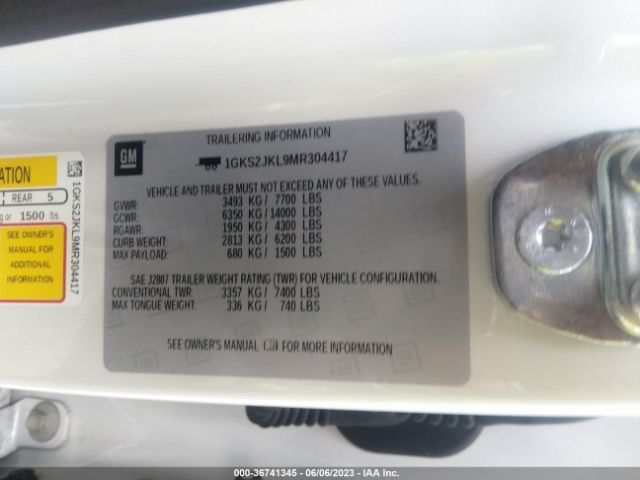 GM
TRAILERING INFORMATION
1GKS2JKL9MR304417
VEHICLE AND TRAILER MUST NOT EXCEED ANY OF THESE VALUES.
GVWR: 3493 KG / 7700 LBS
GCWR: 6350 KG / 14000 LBS
RGAWR: 1950 KG / 4300 LBS
CURB WEIGHT: 2813 KG / 6200 LBS
MAX PAYLOAD: 680 KG / 1500 LBS
SAE J2807 TRAILER WEIGHT RATING (TWR) FOR VEHICLE CONFIGURATION.
CONVENTIONAL TWR: 3357 KG / 7400 LBS
MAX TONGUE WEIGHT: 336 KG / 740 LBS
SEE OWNER'S MANUAL FOR MORE INFORMATION
REAR 5
or 1500 lbs
SEE OWNER'S
MANUAL FOR
ADDITIONAL
INFORMATION
1GKS2JKL9MR304417
000-36741345 / 06/06/2023 - IAAI.com - Copyright IAA, Inc.